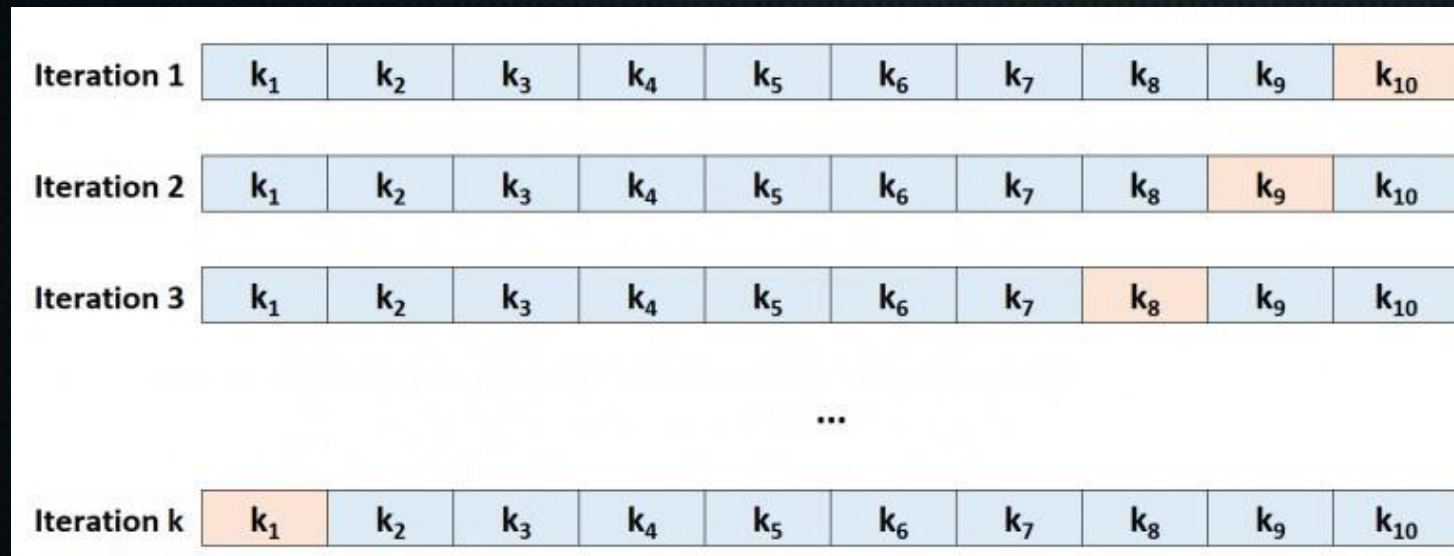 Iteration 1 k₁ k₂ k₃ k₄ k₅ k₆ k₇ k₈ k₉ k₁₀
Iteration 2 k₁ k₂ k₃ k₄ k₅ k₆ k₇ k₈ k₉ k₁₀
Iteration 3 k₁ k₂ k₃ k₄ k₅ k₆ k₇ k₈ k₉ k₁₀
...
Iteration k k₁ k₂ k₃ k₄ k₅ k₆ k₇ k₈ k₉ k₁₀